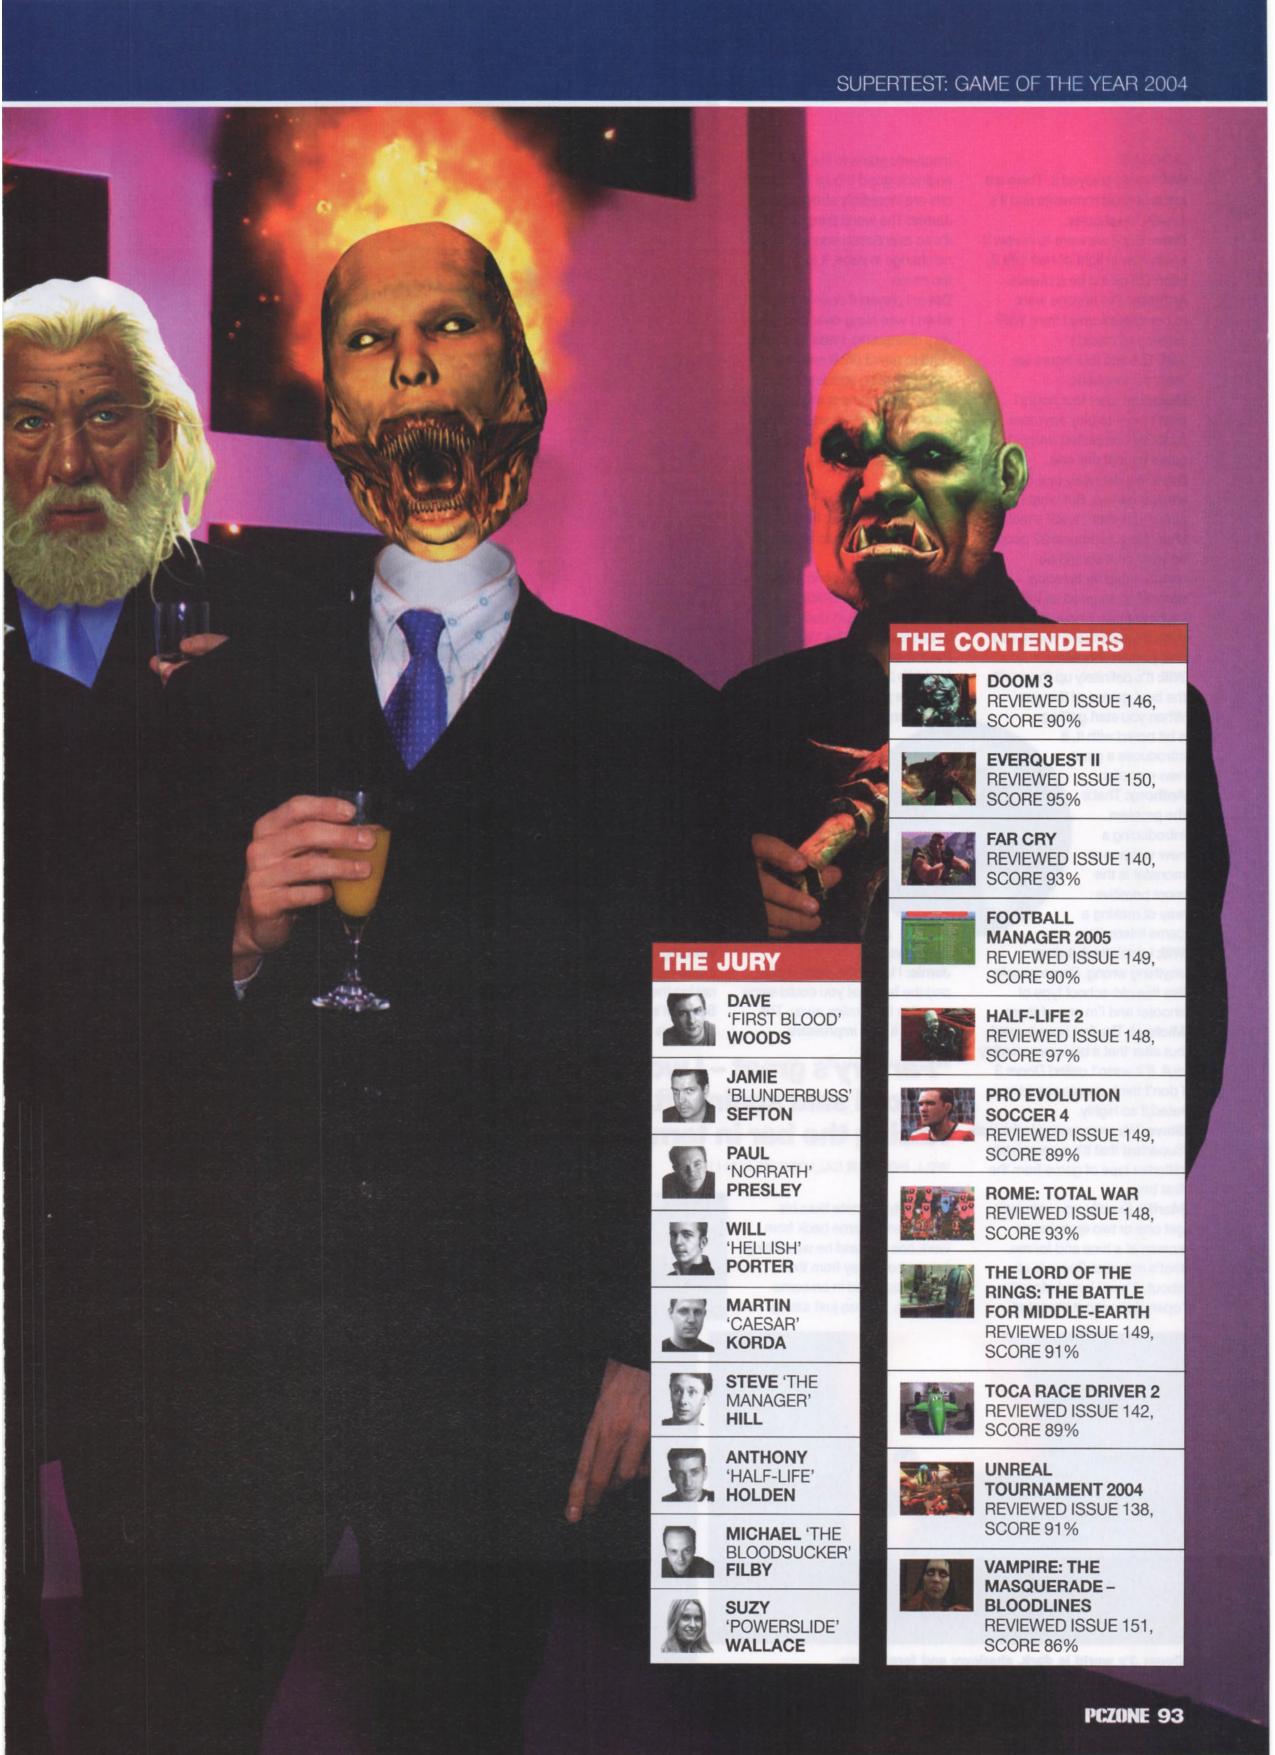 SUPERTEST: GAME OF THE YEAR 2004
THE CONTENDERS
DOOM 3
REVIEWED ISSUE 146,
SCORE 90%
EVERQUEST II
REVIEWED ISSUE 150,
SCORE 95%
FAR CRY
REVIEWED ISSUE 140,
SCORE 93%
FOOTBALL
MANAGER 2005
REVIEWED ISSUE 149,
SCORE 90%
HALF-LIFE 2
REVIEWED ISSUE 148,
SCORE 97%
PRO EVOLUTION
SOCCER 4
REVIEWED ISSUE 149,
SCORE 89%
ROME: TOTAL WAR
REVIEWED ISSUE 148,
SCORE 93%
THE LORD OF THE
RINGS: THE BATTLE
FOR MIDDLE-EARTH
REVIEWED ISSUE 149,
SCORE 91%
TOCA RACE DRIVER 2
REVIEWED ISSUE 142,
SCORE 89%
UNREAL
TOURNAMENT 2004
REVIEWED ISSUE 138,
SCORE 91%
VAMPIRE: THE
MASQUERADE –
BLOODLINES
REVIEWED ISSUE 151,
SCORE 86%
THE JURY
DAVE
'FIRST BLOOD'
WOODS
JAMIE
'BLUNDERBUSS'
SEFTON
PAUL
'NORRATH'
PRESLEY
WILL
'HELLISH'
PORTER
MARTIN
'CAESAR'
KORDA
STEVE 'THE
MANAGER'
HILL
ANTHONY
'HALF-LIFE'
HOLDEN
MICHAEL 'THE
BLOODSUCKER'
FILBY
SUZY
'POWERSLIDE'
WALLACE
PCZONE 93